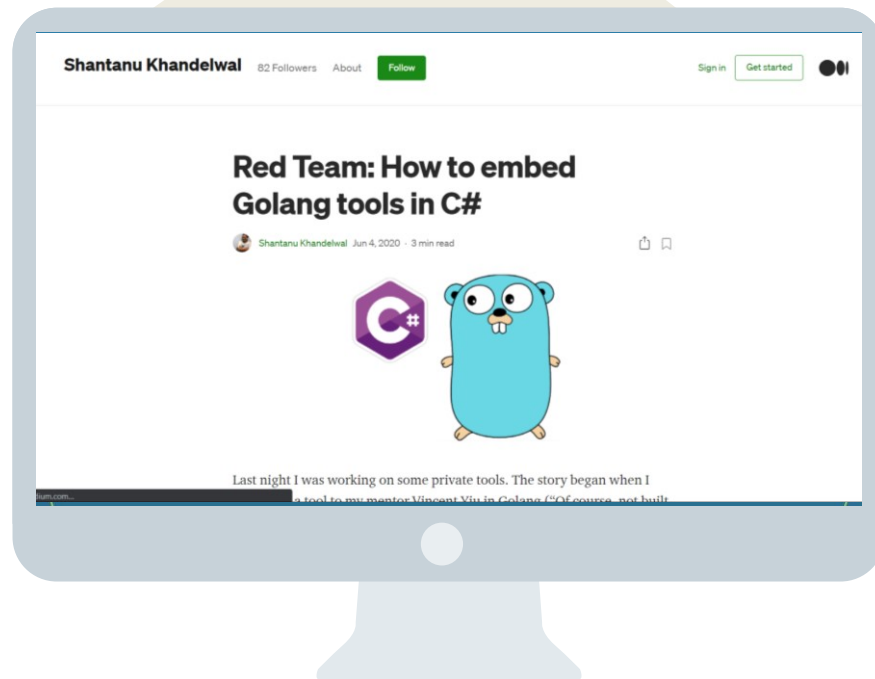 Shantanu Khandelwal 82 Followers About Follow Sign in Get started
Red Team: How to embed
Golang tools in C#
Shantanu Khandelwal Jun 4, 2020 · 3 min read
C#
Last night I was working on some private tools. The story began when I
a tool to my mentor Vincent Yiu in Golang (“Of course, not built
dium.com...